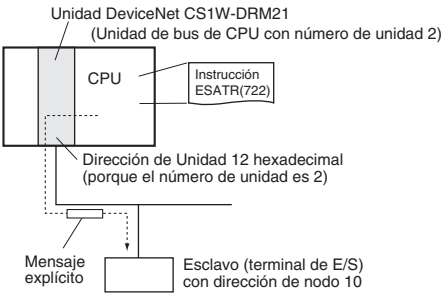 Unidad DeviceNet CS1W-DRM21
(Unidad de bus de CPU con número de unidad 2)
CPU
Instrucción
ESATR(722)
Dirección de Unidad 12 hexadecimal
(porque el número de unidad es 2)
Mensaje
explícito
Esclavo (terminal de E/S)
con dirección de nodo 10